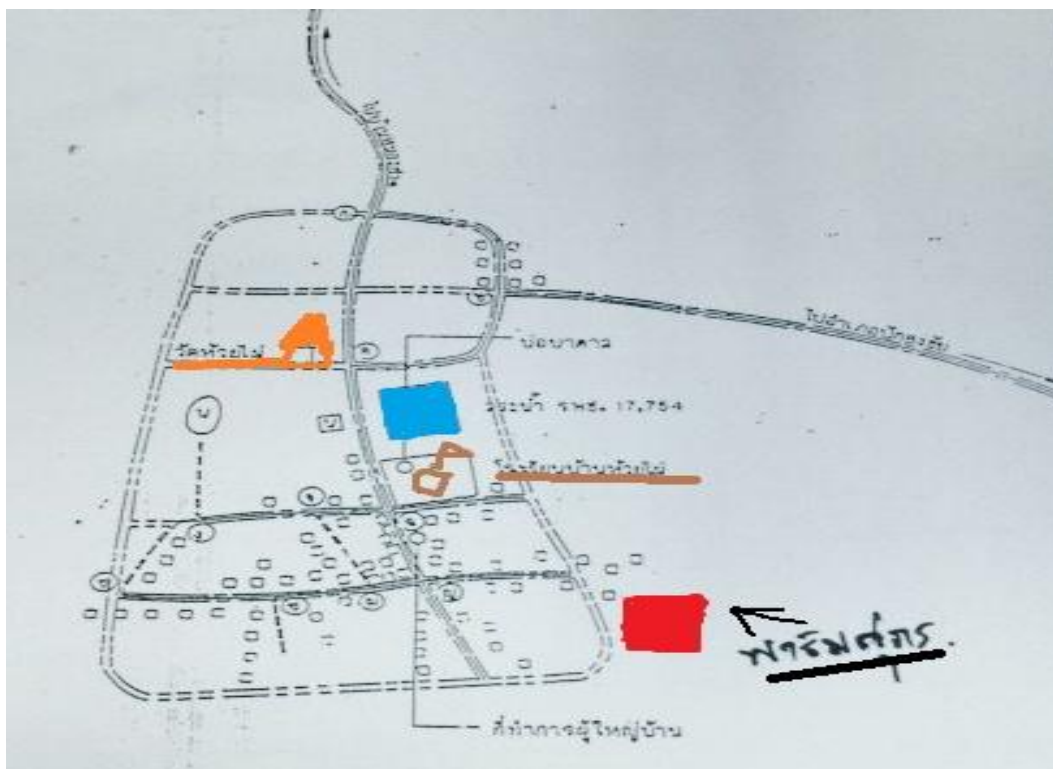 วัดห้วยไผ่
บ่อบาดาล
สระน้ำ รพช. 17,754
โรงเรียนบ้านห้วยไผ่
ฟาร์มสุกร.
ที่ทำการผู้ใหญ่บ้าน